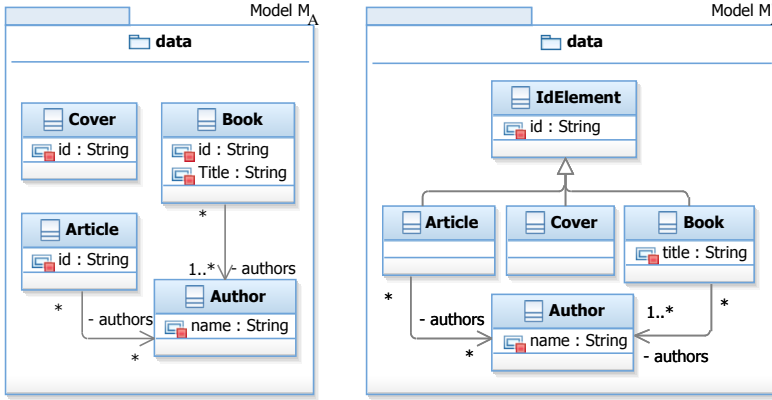 Model M A
data
Cover
id : String
Book
id : String
Title : String
Article
id : String
*
1..*
- authors
Author
name : String
*
- authors
*
Model M
data
IdElement
id : String
Article
Cover
Book
title : String
*
- authors
*
Author
name : String
1..*
*
- authors